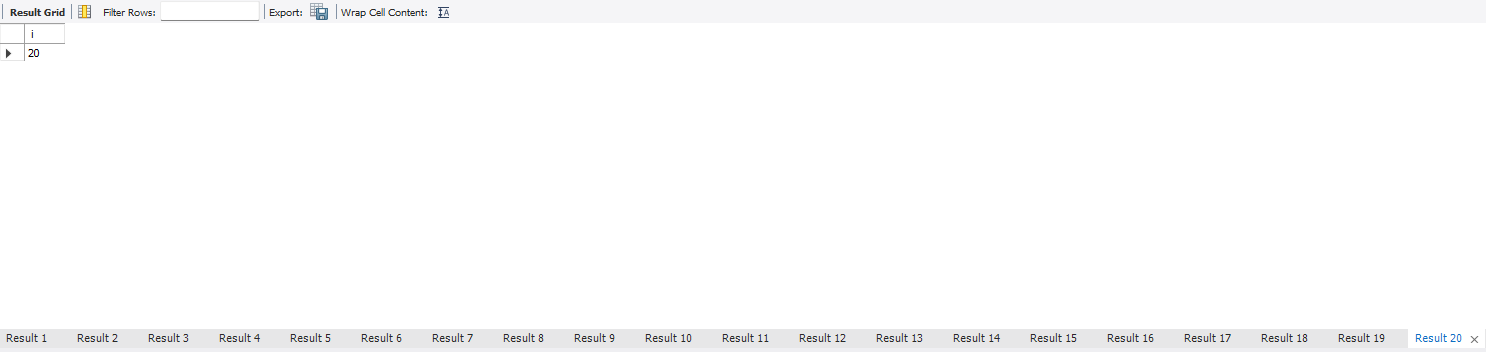 Result Grid Filter Rows: Export: Wrap Cell Content: A
i
20
Result 1 Result 2 Result 3 Result 4 Result 5 Result 6 Result 7 Result 8 Result 9 Result 10 Result 11 Result 12 Result 13 Result 14 Result 15 Result 16 Result 17 Result 18 Result 19 Result 20